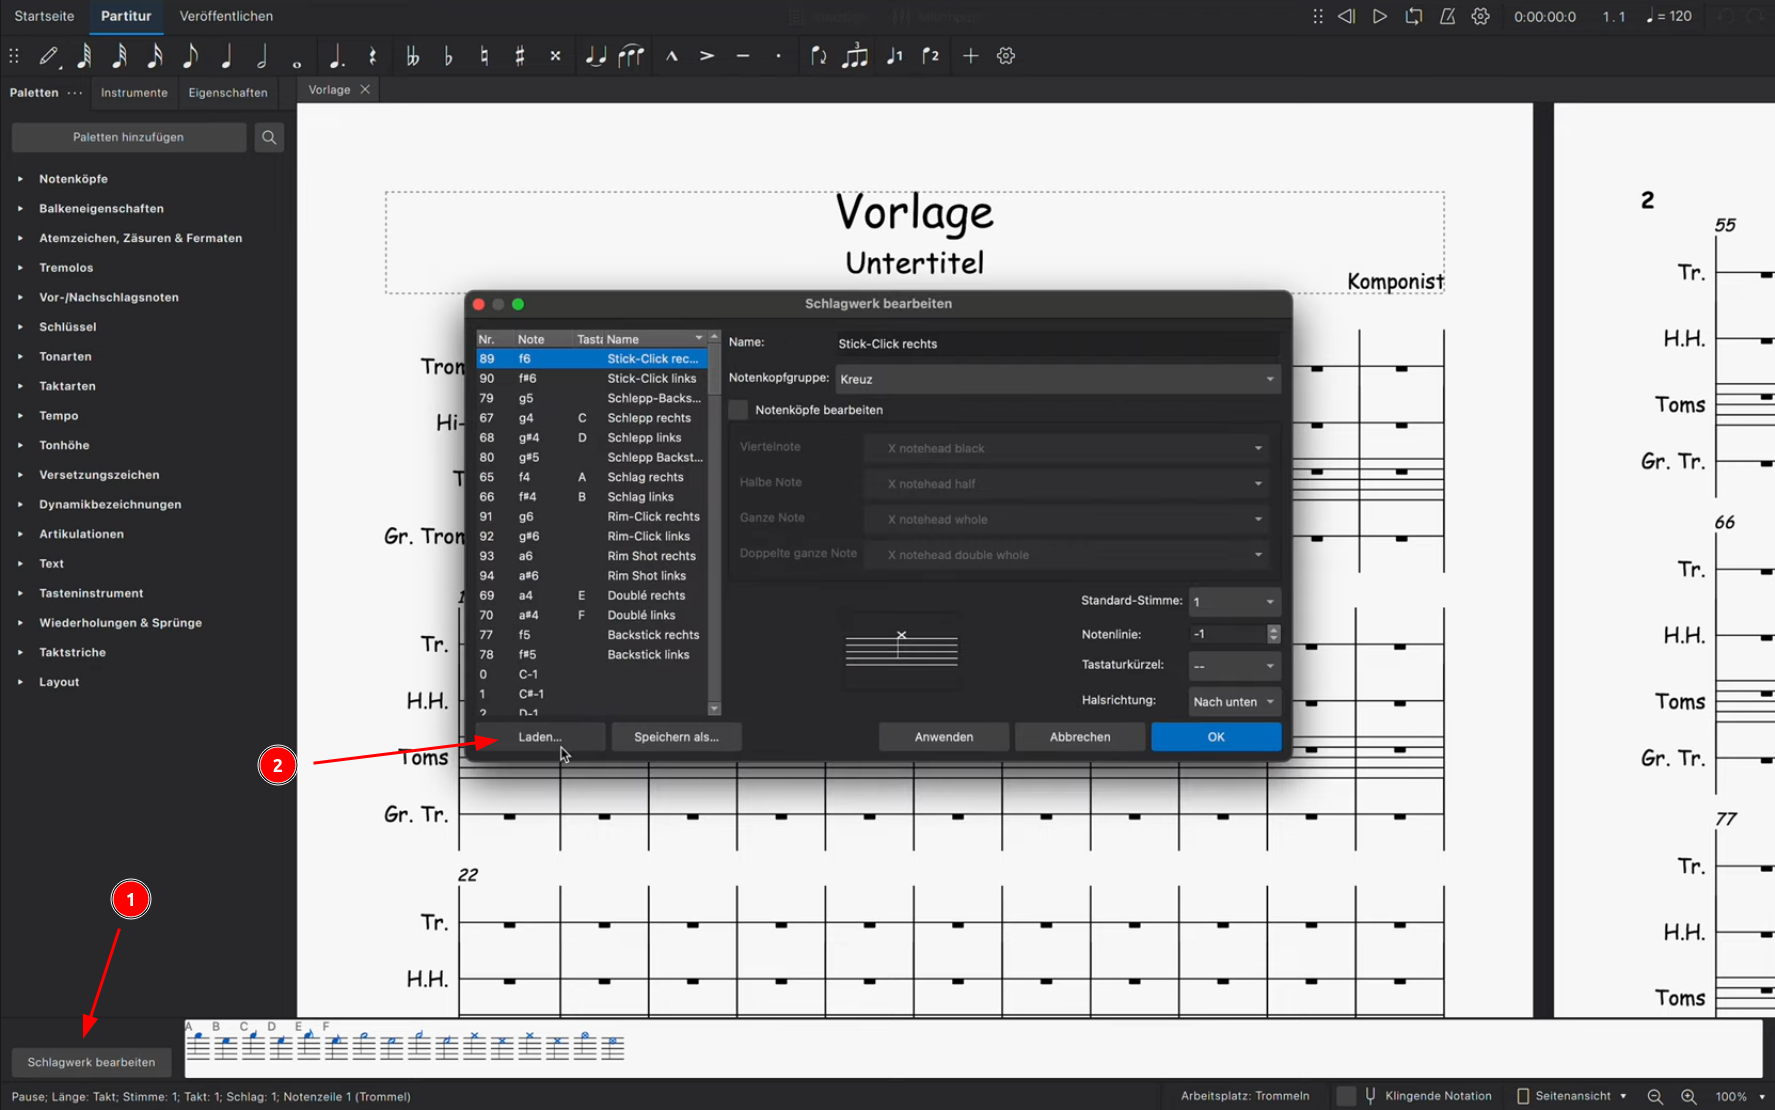 Startseite Partitur Veröffentlichen 0:00:00:0 1 . 1 = 120
3 1 2
Paletten ··· Instrumente Eigenschaften Vorlage
Paletten hinzufügen
Notenköpfe
Balkeneigenschaften
Atemzeichen, Zäsuren & Fermaten
Tremolos
Vor-/Nachschlagsnoten
Schlüssel
Tonarten
Taktarten
Tempo
Tonhöhe
Versetzungszeichen
Dynamikbezeichnungen
Artikulationen
Text
Tasteninstrument
Wiederholungen & Sprünge
Taktstriche
Layout
Vorlage
Untertitel
Komponist
Trom
Hi-
T
Gr. Trom
Tr.
H.H.
Toms
Gr. Tr.
22
Tr.
H.H.
2
55
Tr.
H.H.
Toms
Gr. Tr.
66
Tr.
H.H.
Toms
Gr. Tr.
77
Tr.
H.H.
Toms
Schlagwerk bearbeiten
Nr. Note Tasta Name
89 f6 Stick-Click rec...
90 f#6 Stick-Click links
79 g5 Schlepp-Backs...
67 g4 C Schlepp rechts
68 g#4 D Schlepp links
80 g#5 Schlepp Backst...
65 f4 A Schlag rechts
66 f#4 B Schlag links
91 g6 Rim-Click rechts
92 g#6 Rim-Click links
93 a6 Rim Shot rechts
94 a#6 Rim Shot links
69 a4 E Doublé rechts
70 a#4 F Doublé links
77 f5 Backstick rechts
78 f#5 Backstick links
0 C-1
1 C#-1
2 D-1
Name: Stick-Click rechts
Notenkopfgruppe: Kreuz
Notenköpfe bearbeiten
Viertelnote X notehead black
Halbe Note X notehead half
Ganze Note X notehead whole
Doppelte ganze Note X notehead double whole
Standard-Stimme: 1
Notenlinie: -1
Tastaturkürzel: --
Halsrichtung: Nach unten
Laden... Speichern als... Anwenden Abbrechen OK
2
1
A B C D E F
Schlagwerk bearbeiten
Pause; Länge: Takt; Stimme: 1; Takt: 1; Schlag: 1; Notenzeile 1 (Trommel) Arbeitsplatz: Trommeln Klingende Notation Seitenansicht 100%